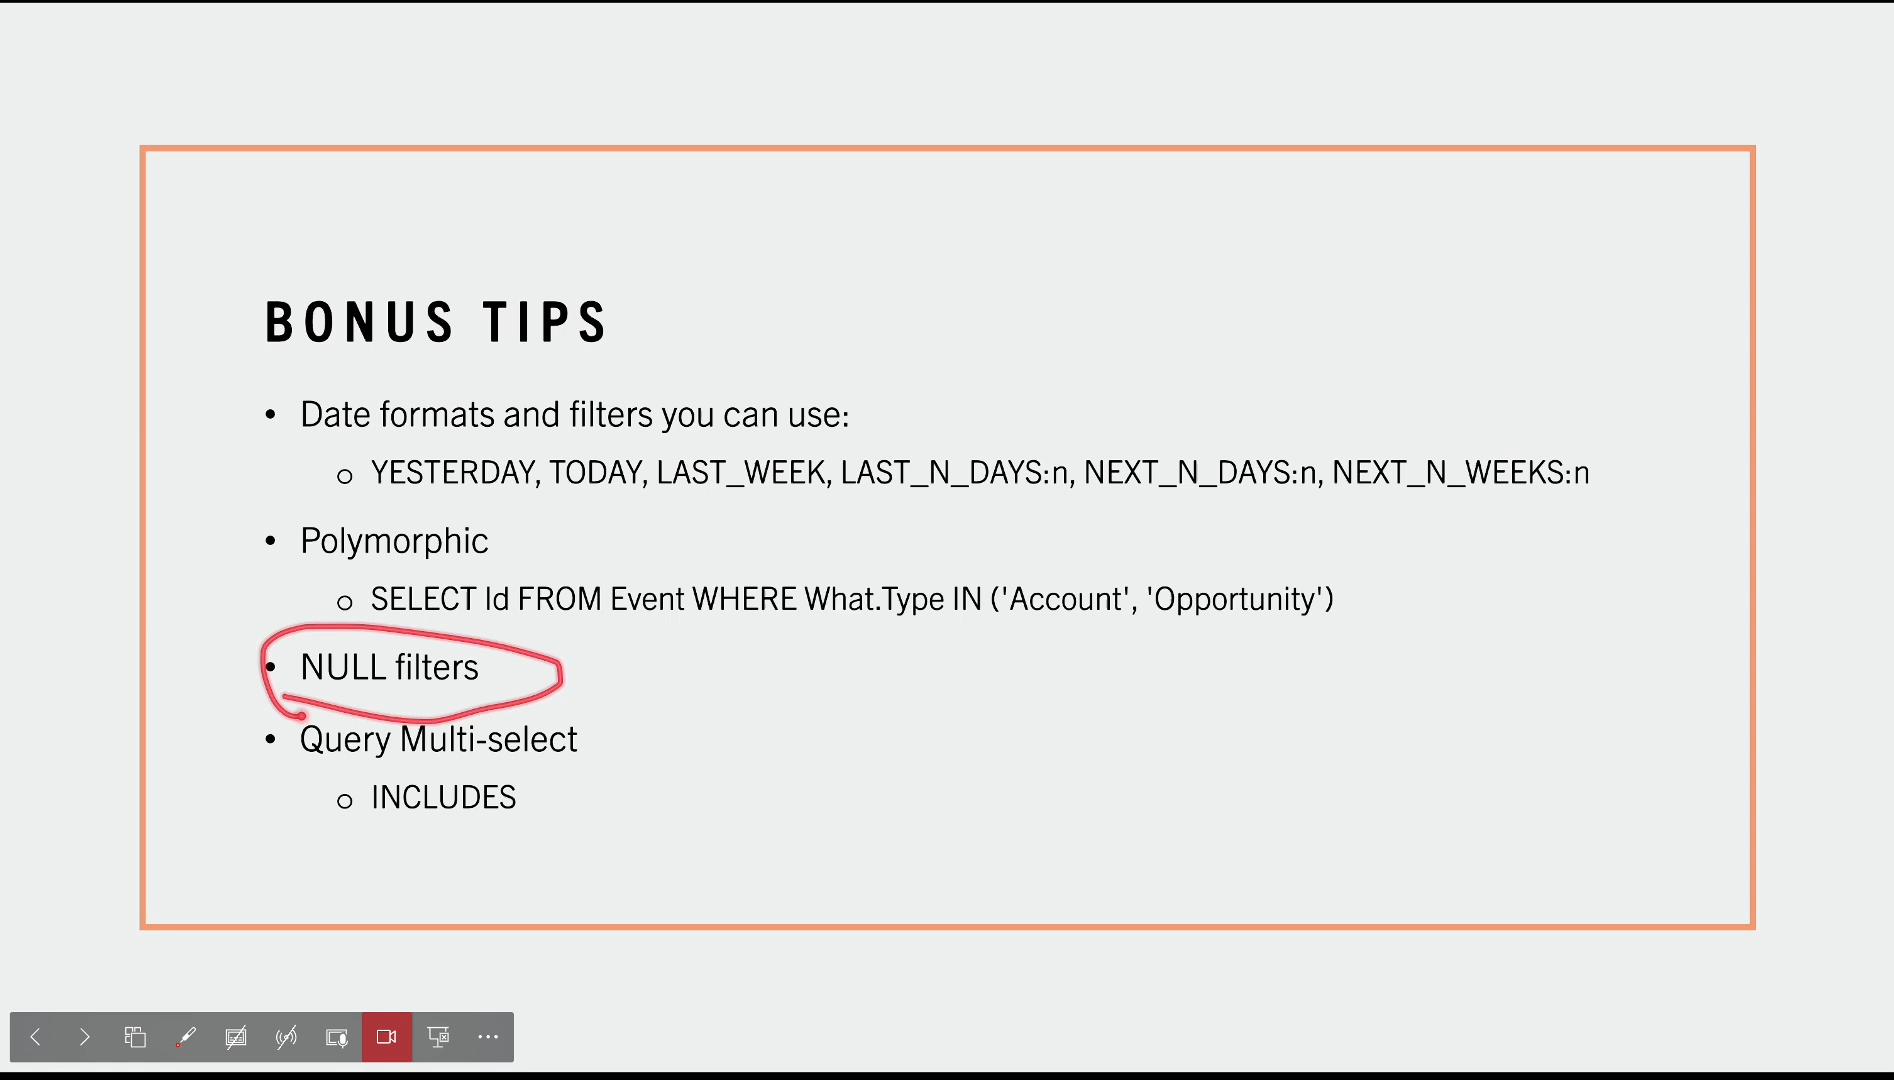 BONUS TIPS
• Date formats and filters you can use:
o YESTERDAY, TODAY, LAST_WEEK, LAST_N_DAYS:n, NEXT_N_DAYS:n, NEXT_N_WEEKS:n
• Polymorphic
o SELECT Id FROM Event WHERE What.Type IN ('Account', 'Opportunity')
• NULL filters
• Query Multi-select
o INCLUDES